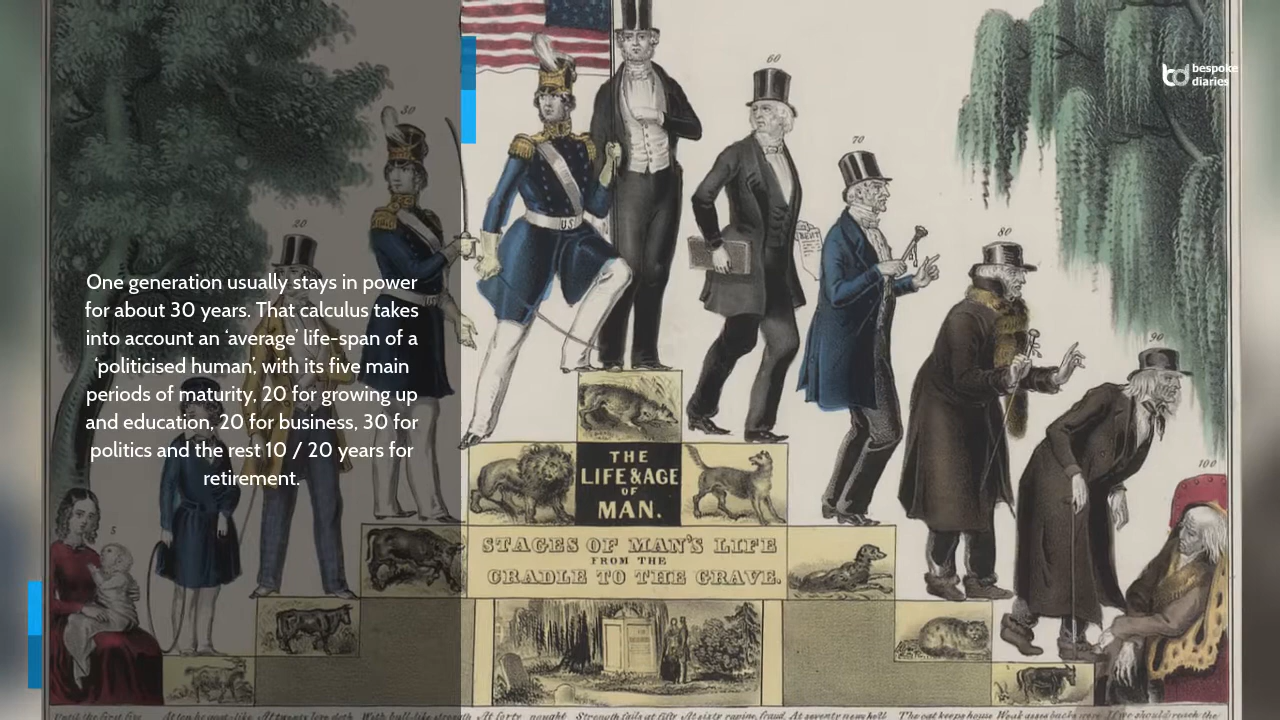 bespoke
diaries
60
70
30
20
80
90
100
5
US
One generation usually stays in power
for about 30 years. That calculus takes
into account an ‘average’ life-span of a
‘politicised human’, with its five main
periods of maturity, 20 for growing up
and education, 20 for business, 30 for
politics and the rest 10 / 20 years for
retirement.
THE
LIFE & AGE
OF
MAN.
STAGES OF MAN'S LIFE
FROM THE
CRADLE TO THE GRAVE.